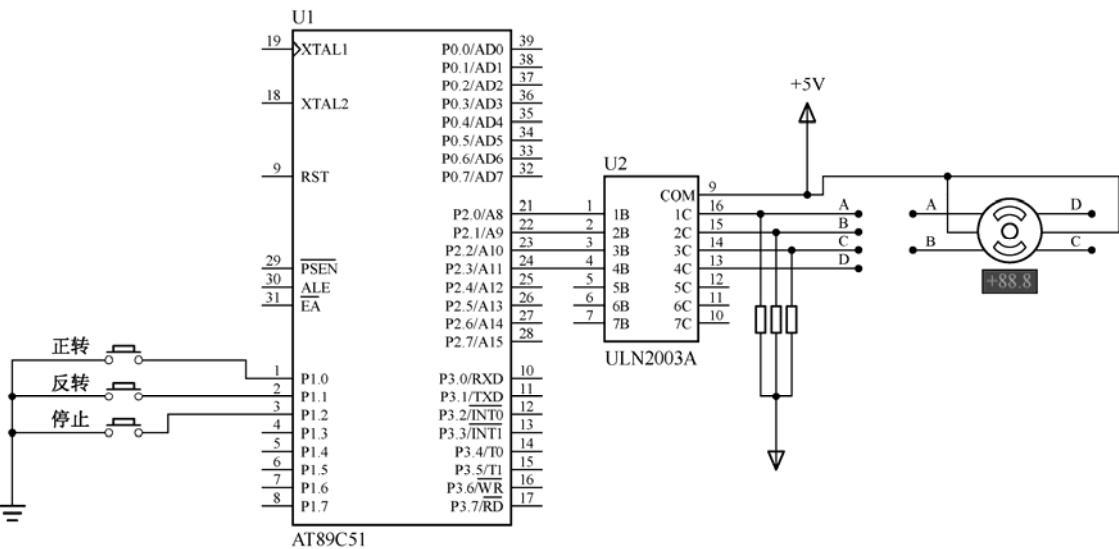 U1
19 XTAL1
18 XTAL2
9 RST
29 PSEN
30 ALE
31 EA
1 P1.0
2 P1.1
3 P1.2
4 P1.3
5 P1.4
6 P1.5
7 P1.6
8 P1.7
P0.0/AD0 39
P0.1/AD1 38
P0.2/AD2 37
P0.3/AD3 36
P0.4/AD4 35
P0.5/AD5 34
P0.6/AD6 33
P0.7/AD7 32
P2.0/A8 21
P2.1/A9 22
P2.2/A10 23
P2.3/A11 24
P2.4/A12 25
P2.5/A13 26
P2.6/A14 27
P2.7/A15 28
P3.0/RXD 10
P3.1/TXD 11
P3.2/INT0 12
P3.3/INT1 13
P3.4/T0 14
P3.5/T1 15
P3.6/WR 16
P3.7/RD 17
AT89C51
正转
反转
停止
U2
1 1B
2 2B
3 3B
4 4B
5 5B
6 6B
7 7B
COM 9
1C 16
2C 15
3C 14
4C 13
5C 12
6C 11
7C 10
ULN2003A
+5V
A
B
C
D
A
B
D
C
+88.8